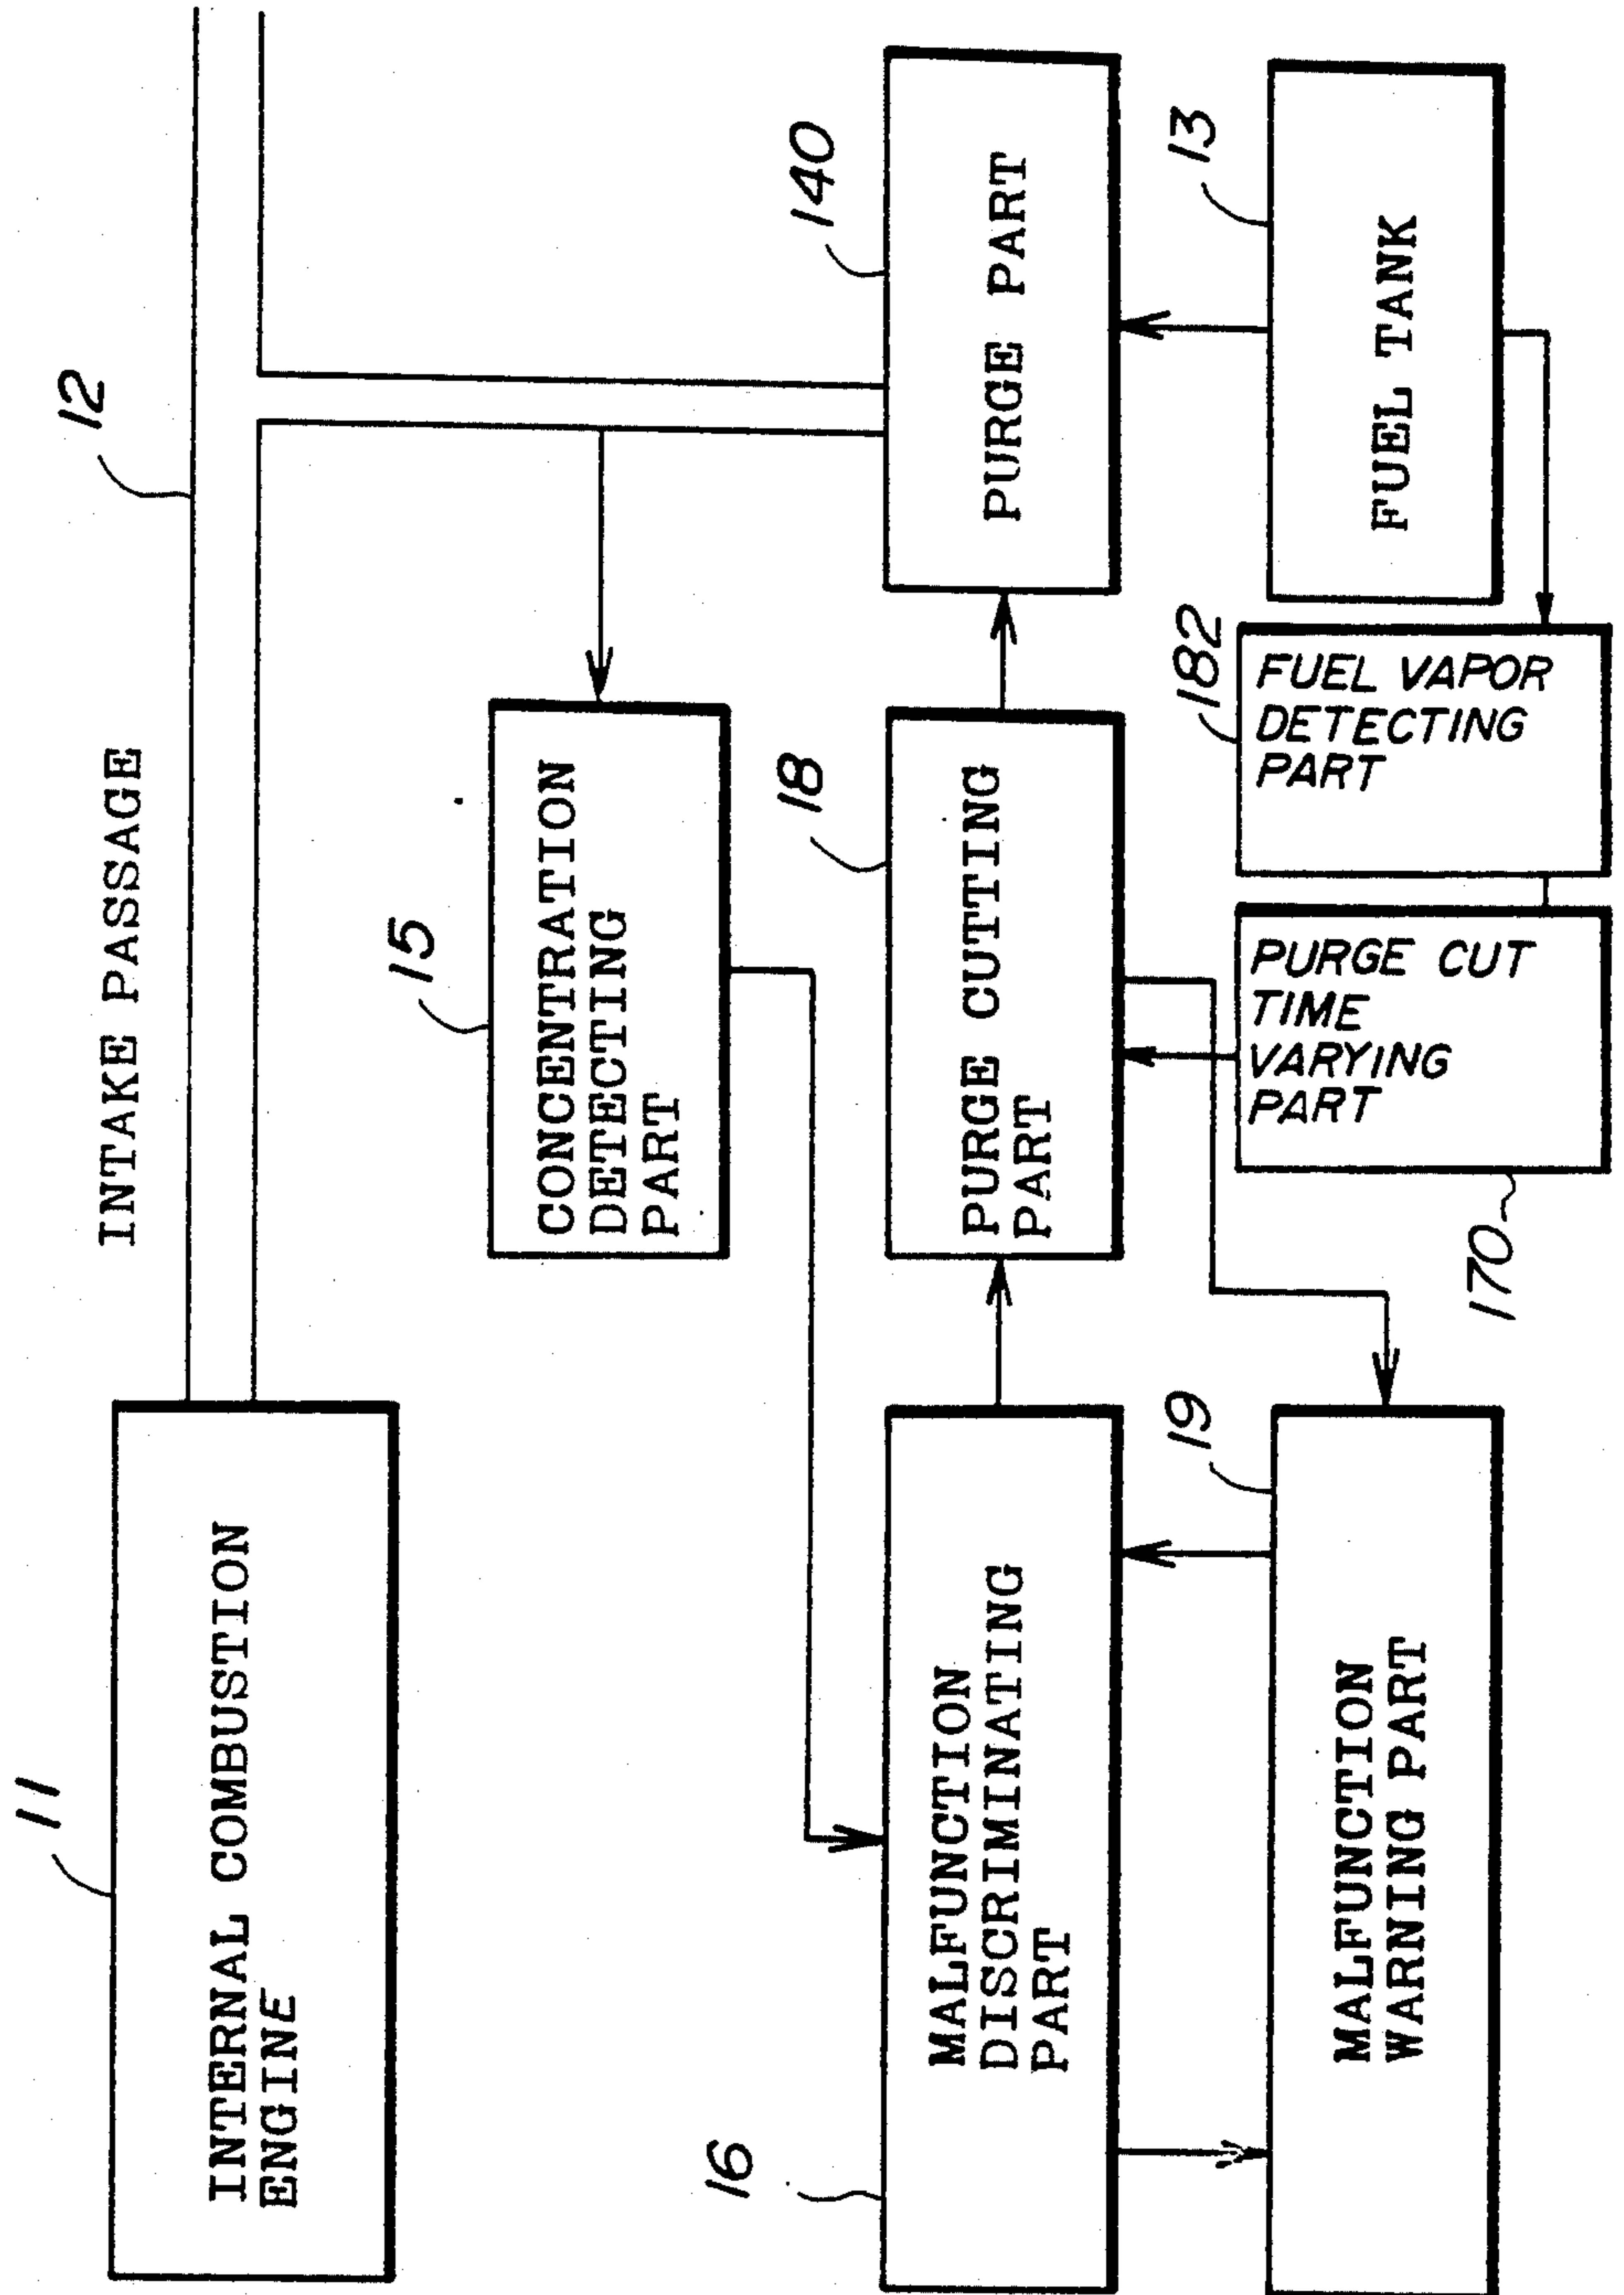 11
INTERNAL COMBUSTION
ENGINE
INTAKE PASSAGE
12
15
CONCENTRATION
DETECTING
PART
16
MALFUNCTION
DISCRIMINATING
PART
18
PURGE CUTTING
PART
140
PURGE PART
19
MALFUNCTION
WARNING PART
170
PURGE CUT
TIME
VARYING
PART
182
FUEL VAPOR
DETECTING
PART
13
FUEL TANK